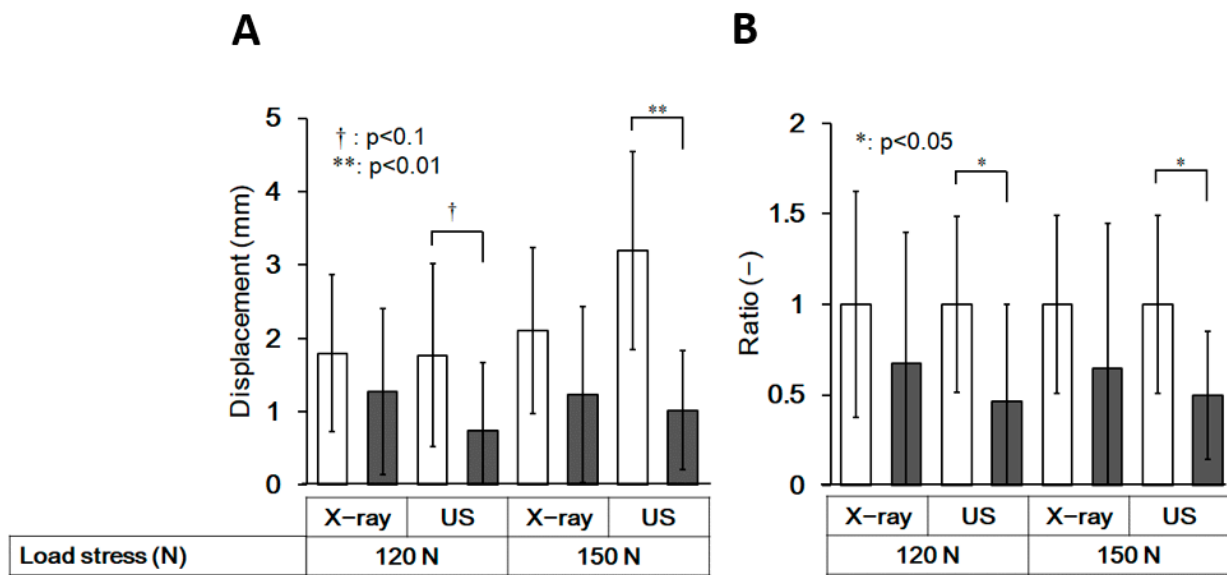 A
B
Displacement (mm)
5
4
3
2
1
0
† : p<0.1
**: p<0.01
†
**
X−ray
US
X−ray
US
Load stress (N)
120 N
150 N
Ratio (−)
2
1.5
1
0.5
0
*: p<0.05
*
*
X−ray
US
X−ray
US
120 N
150 N